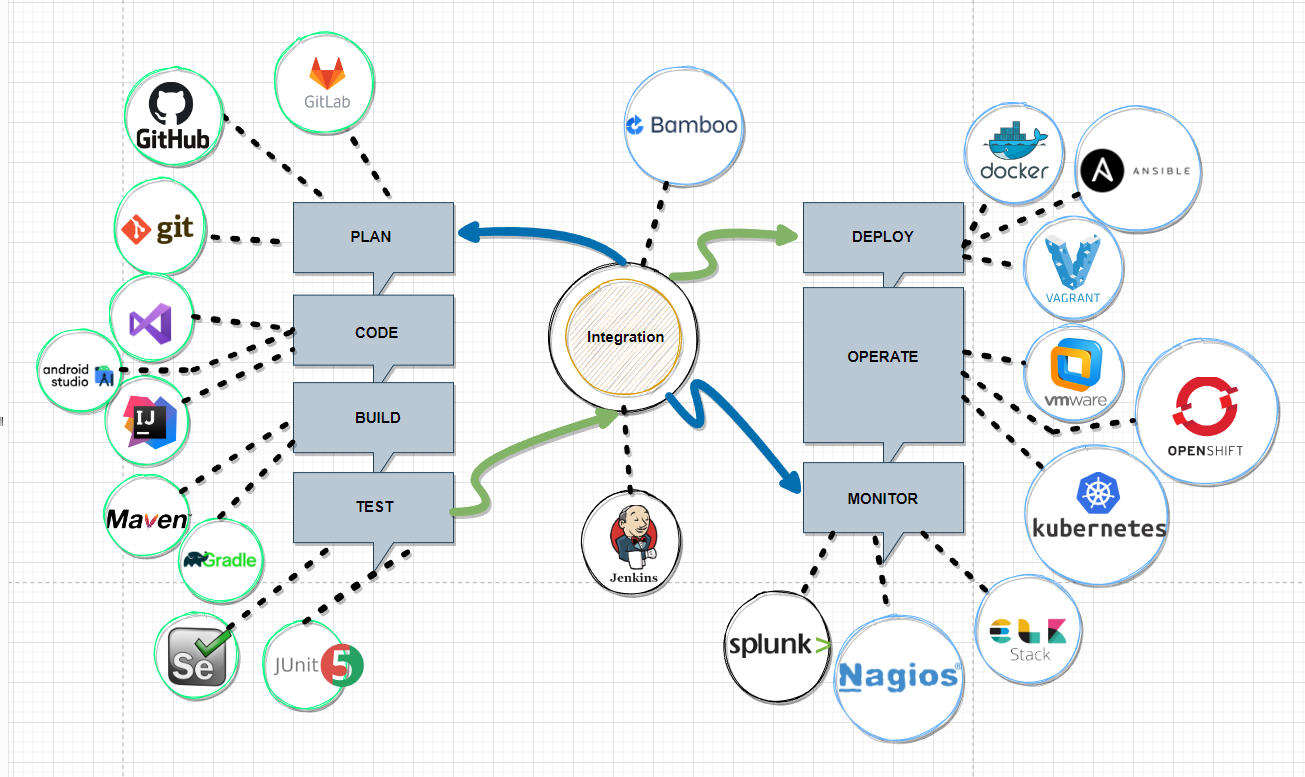 GitHub
GitLab
git
PLAN
android
studio
CODE
IJ
BUILD
Maven
Gradle
TEST
Se
JUnit 5
Bamboo
Integration
Jenkins
docker
A ANSIBLE
DEPLOY
VAGRANT
OPERATE
vmware
OPENSHIFT
kubernetes
MONITOR
splunk>
Nagios®
ELK
Stack